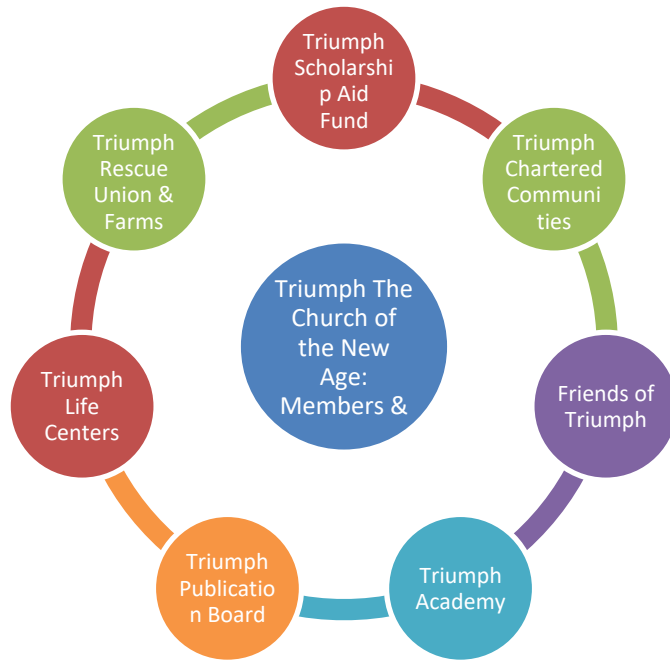 Triumph
Scholarshi
p Aid
Fund
Triumph
Chartered
Communi
ties
Friends of
Triumph
Triumph
Academy
Triumph
Publicatio
n Board
Triumph
Life
Centers
Triumph
Rescue
Union &
Farms
Triumph The
Church of
the New
Age:
Members &